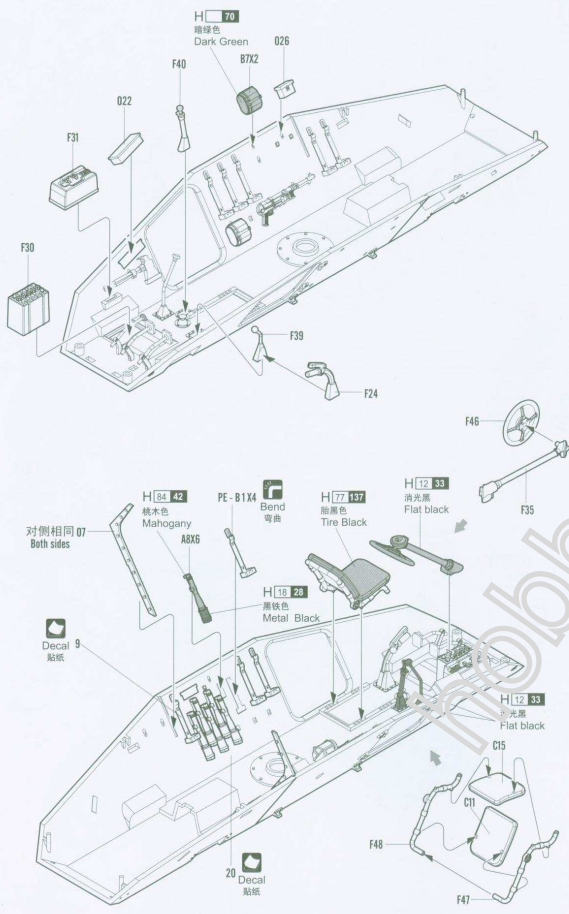 H 70
暗绿色
Dark Green
B7X2
026
F40
022
F31
F30
F39
F24
F46
F35
H 84 42
桃木色
Mahogany
A8X6
PE - B1X4
Bend
弯曲
H 77 137
胎黑色
Tire Black
H 12 33
消光黑
Flat black
对侧相同 07
Both sides
H 18 28
黑铁色
Metal Black
Decal 9
贴纸
H 12 33
光黑
Flat black
C15
C11
F48
F47
20 Decal
贴纸
hobb